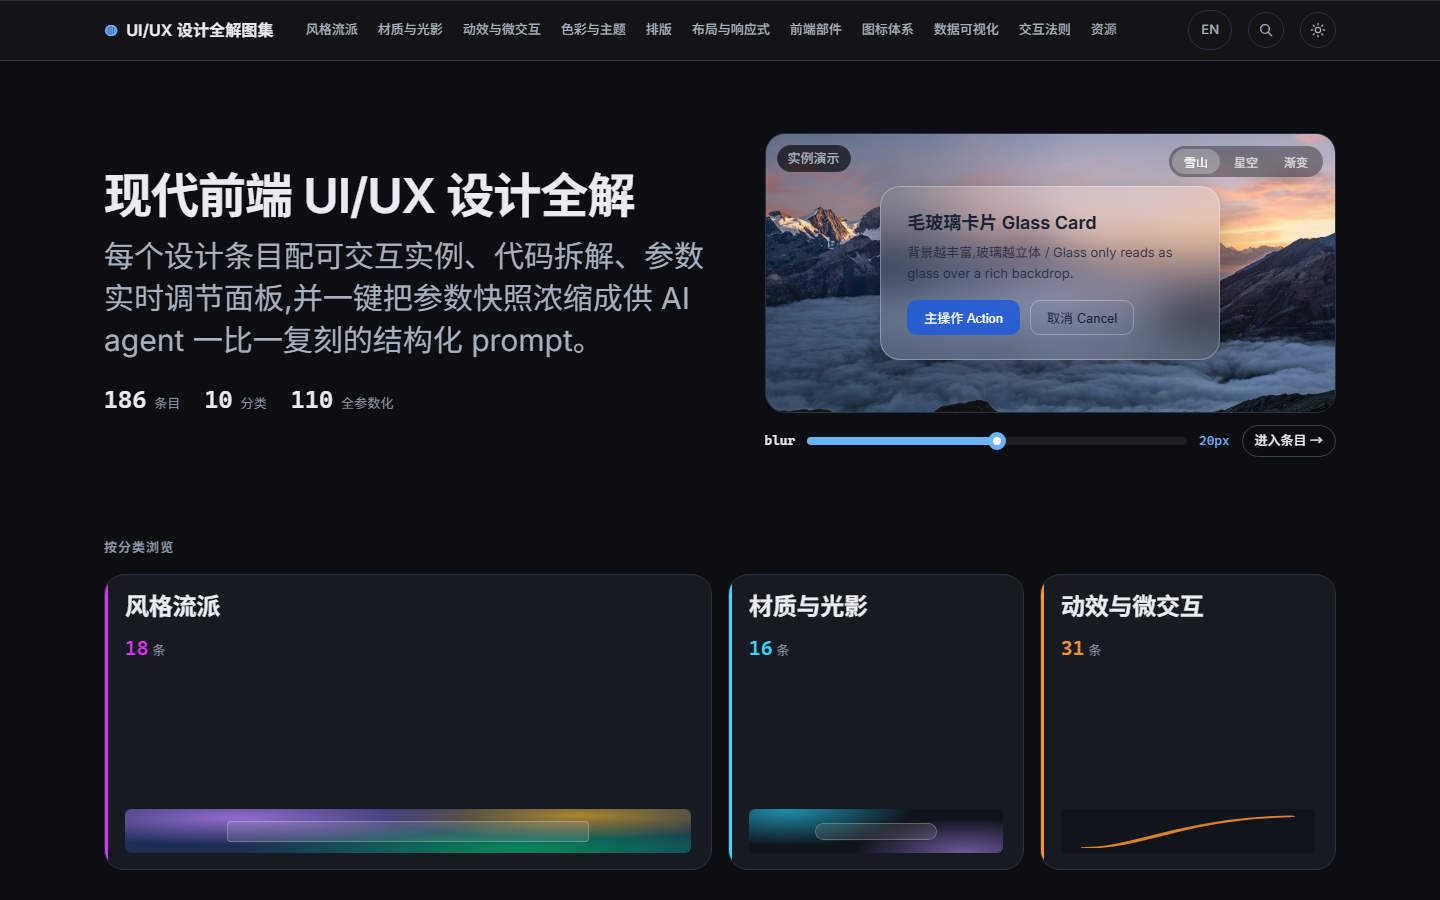 UI/UX 设计全解图集
风格流派 材质与光影 动效与微交互 色彩与主题 排版 布局与响应式 前端部件 图标体系 数据可视化 交互法则 资源
EN
现代前端 UI/UX 设计全解
每个设计条目配可交互实例、代码拆解、参数
实时调节面板,并一键把参数快照浓缩成供 AI
agent 一比一复刻的结构化 prompt。
186 条目 10 分类 110 全参数化
实例演示
雪山 星空 渐变
毛玻璃卡片 Glass Card
背景越丰富,玻璃越立体 / Glass only reads as
glass over a rich backdrop.
主操作 Action 取消 Cancel
blur 20px 进入条目 →
按分类浏览
风格流派
18 条
材质与光影
16 条
动效与微交互
31 条